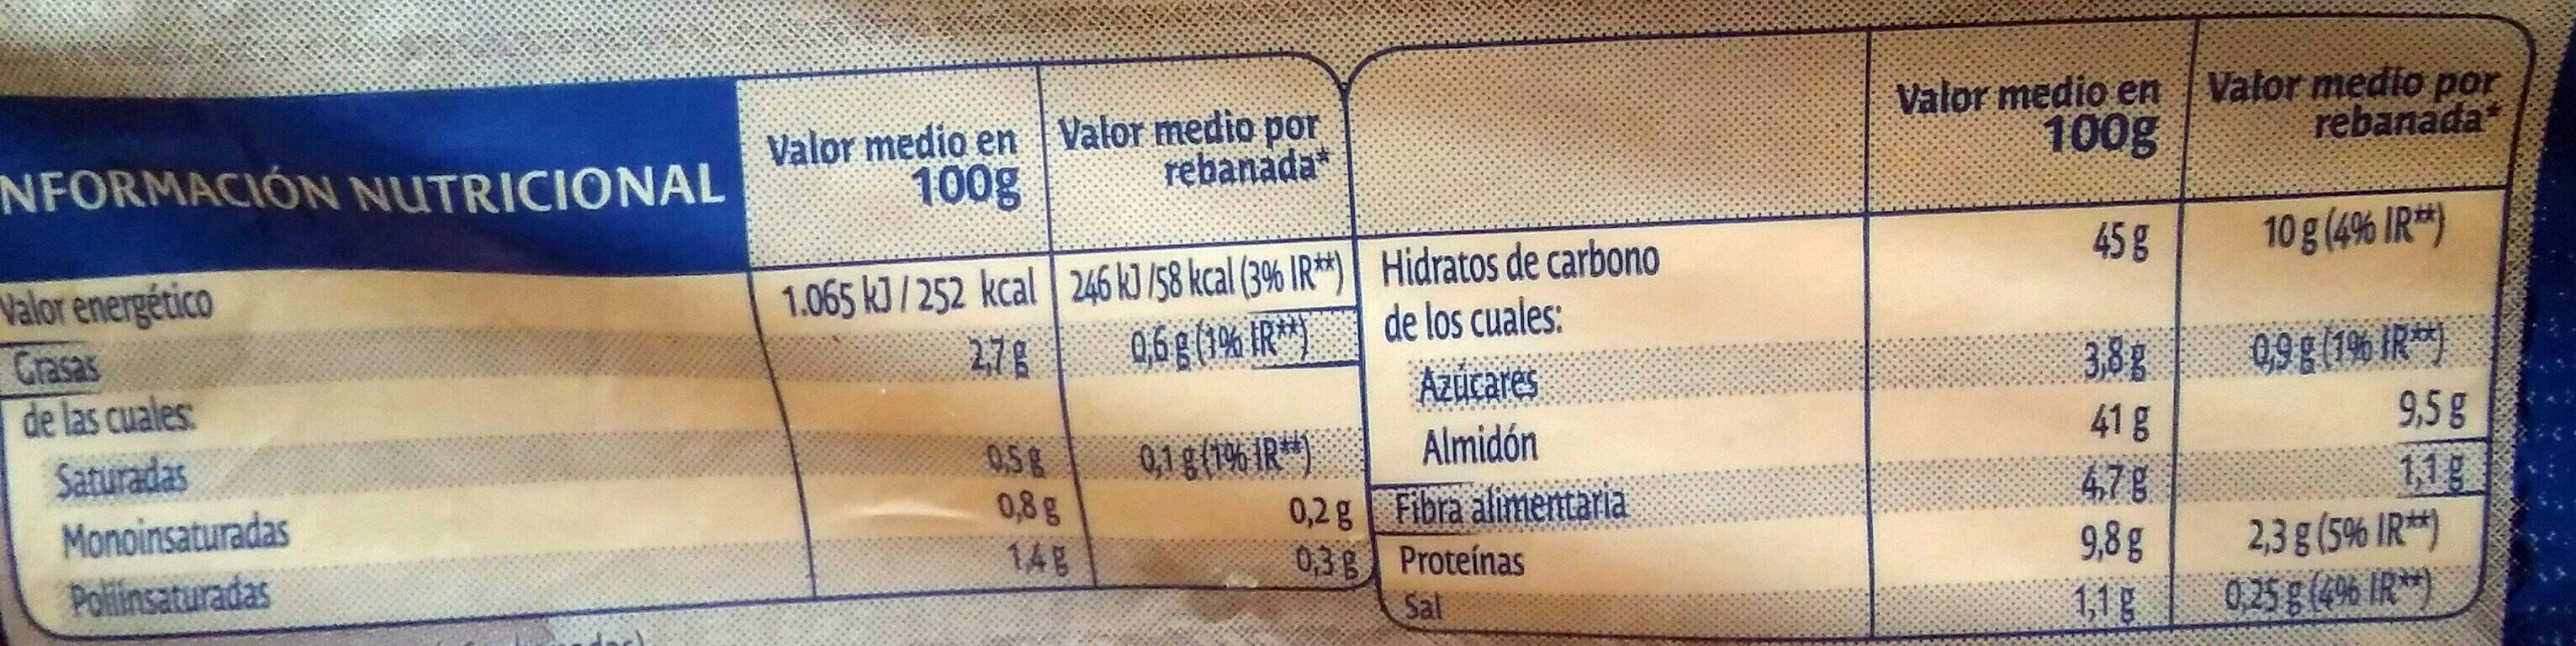 NFORMACIÓN NUTRICIONAL
Valor medio en 100g
Valor medio por rebanada*
Valor energético 1.065 kJ / 252 kcal 246 kJ /58 kcal (3% IR**)
Grasas 2,7 g 0,6 g (1% IR**)
de las cuales:
Saturadas 0,5 g 0,1 g (1% IR**)
Monoinsaturadas 0,8 g 0,2 g
Poliinsaturadas 1,4 g 0,3 g
Valor medio en 100g
Valor medio por rebanada*
Hidratos de carbono 45 g 10 g (4% IR**)
de los cuales:
Azúcares 3,8 g 0,9 g (1% IR**)
Almidón 41 g 9,5 g
Fibra alimentaria 4,7 g 1,1 g
Proteínas 9,8 g 2,3 g (5% IR**)
Sal 1,1 g 0,25 g (4% IR**)